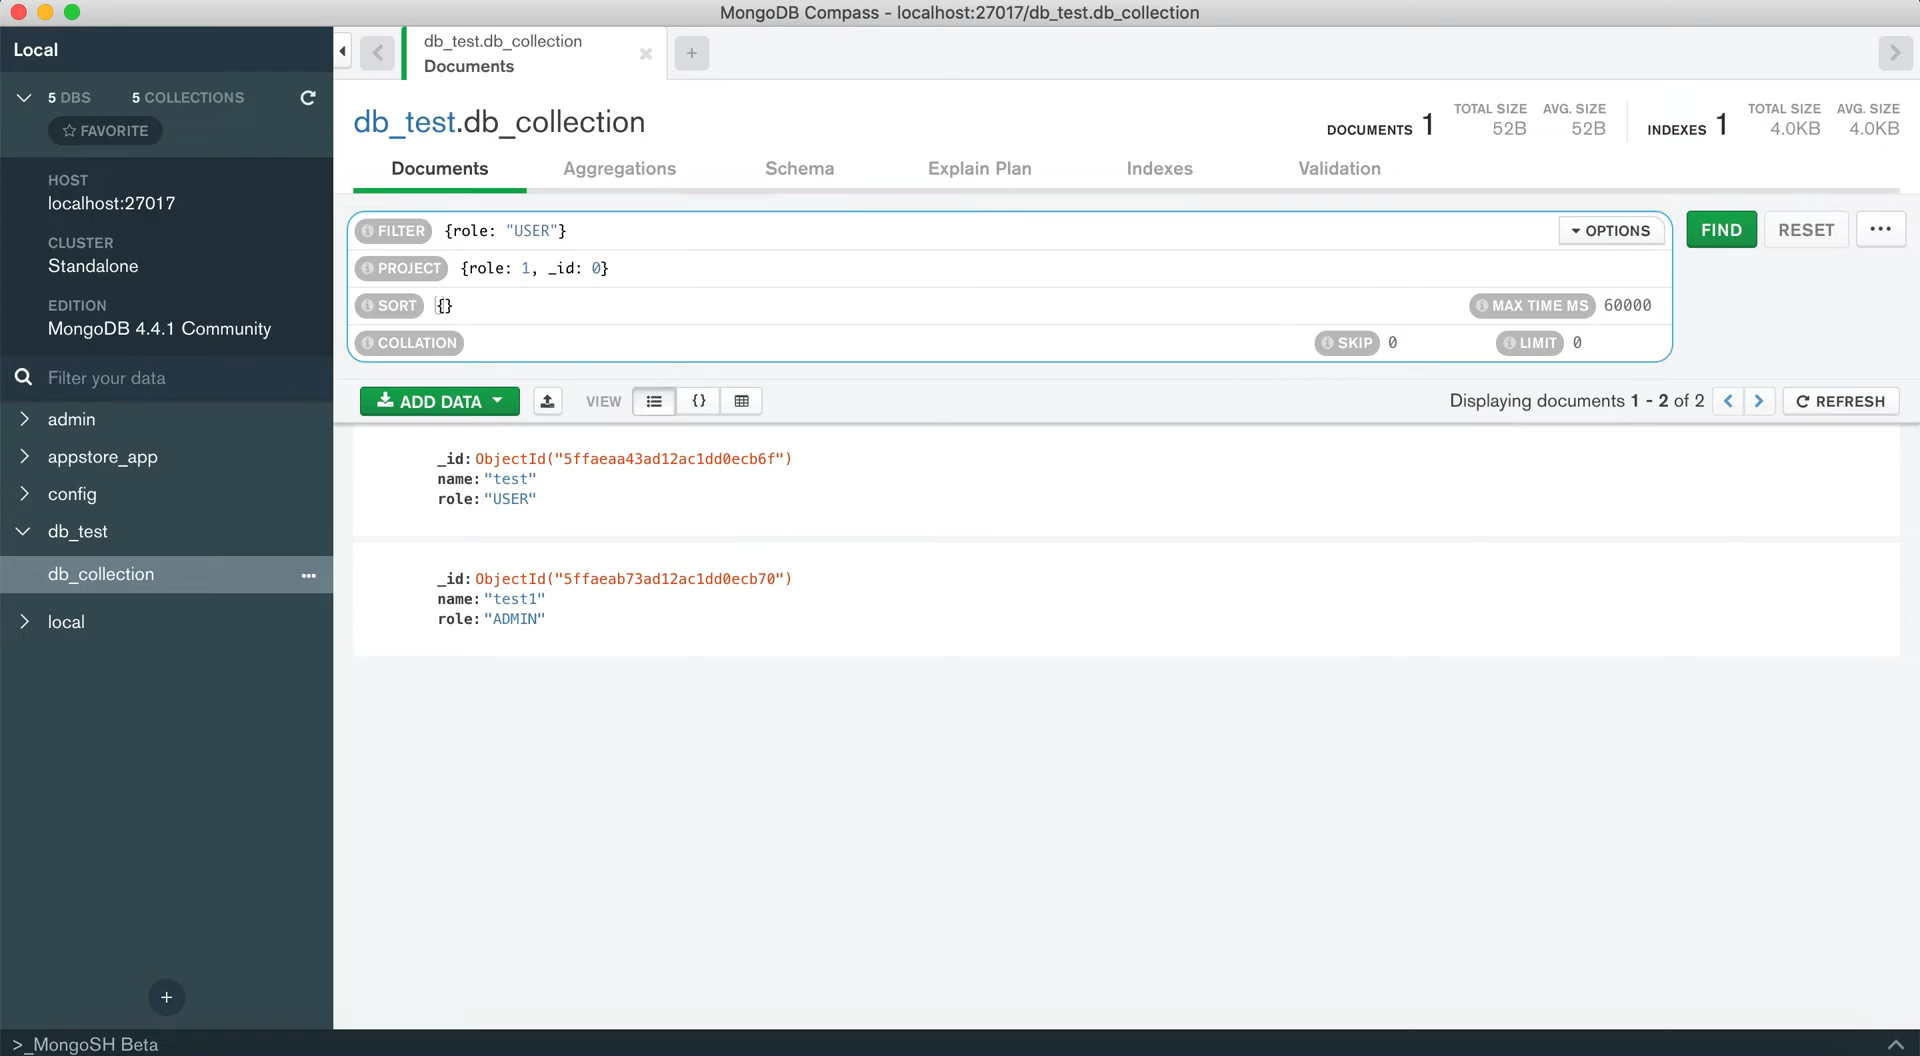 MongoDB Compass - localhost:27017/db_test.db_collection
Local
5 DBS 5 COLLECTIONS
FAVORITE
HOST
localhost:27017
CLUSTER
Standalone
EDITION
MongoDB 4.4.1 Community
Filter your data
admin
appstore_app
config
db_test
db_collection
local
db_test.db_collection
Documents
db_test.db_collection
DOCUMENTS 1 TOTAL SIZE 52B AVG. SIZE 52B
INDEXES 1 TOTAL SIZE 4.0KB AVG. SIZE 4.0KB
Documents Aggregations Schema Explain Plan Indexes Validation
FILTER {role: "USER"} OPTIONS FIND RESET
PROJECT {role: 1, _id: 0}
SORT {} MAX TIME MS 60000
COLLATION SKIP 0 LIMIT 0
ADD DATA VIEW {} Displaying documents 1 - 2 of 2 REFRESH
_id: ObjectId("5ffaeaa43ad12ac1dd0ecb6f")
name: "test"
role: "USER"
_id: ObjectId("5ffaeab73ad12ac1dd0ecb70")
name: "test1"
role: "ADMIN"
>_MongoSH Beta